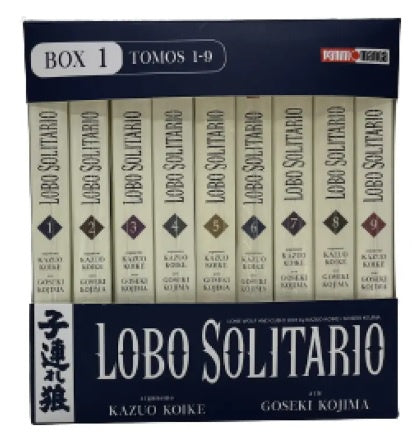 BOX 1 TOMOS 1-9
panini manga
LOBO SOLITARIO
1
KAZUO
KOIKE
GOSEKI
KOJIMA
LOBO SOLITARIO
2
KAZUO
KOIKE
GOSEKI
KOJIMA
LOBO SOLITARIO
3
KAZUO
KOIKE
GOSEKI
KOJIMA
LOBO SOLITARIO
4
KAZUO
KOIKE
GOSEKI
KOJIMA
LOBO SOLITARIO
5
KAZUO
KOIKE
GOSEKI
KOJIMA
LOBO SOLITARIO
6
KAZUO
KOIKE
GOSEKI
KOJIMA
LOBO SOLITARIO
7
KAZUO
KOIKE
GOSEKI
KOJIMA
LOBO SOLITARIO
8
KAZUO
KOIKE
GOSEKI
KOJIMA
LOBO SOLITARIO
9
KAZUO
KOIKE
GOSEKI
KOJIMA
子連れ狼
LOBO SOLITARIO
KAZUO KOIKE
ARTE
GOSEKI KOJIMA